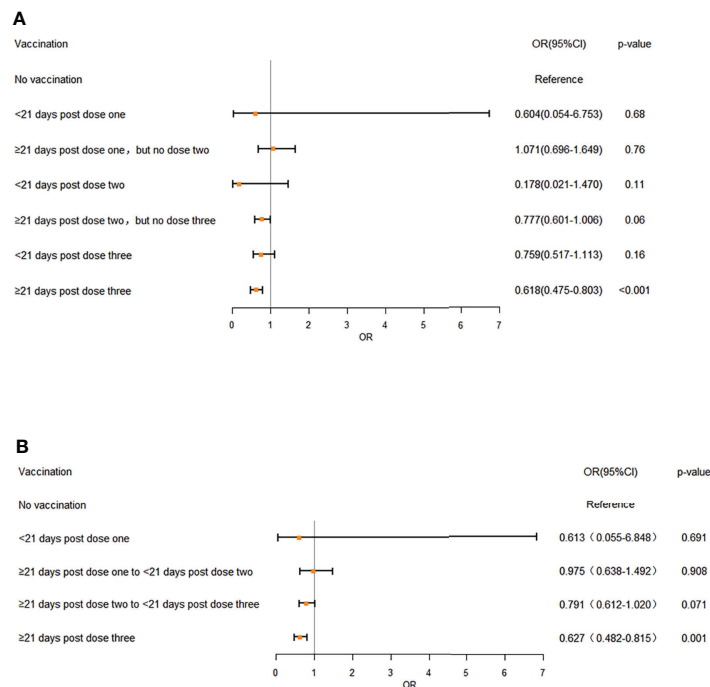 A
Vaccination OR(95%CI) p-value
No vaccination Reference
<21 days post dose one 0.604(0.054-6.753) 0.68
≥21 days post dose one，but no dose two 1.071(0.696-1.649) 0.76
<21 days post dose two 0.178(0.021-1.470) 0.11
≥21 days post dose two，but no dose three 0.777(0.601-1.006) 0.06
<21 days post dose three 0.759(0.517-1.113) 0.16
≥21 days post dose three 0.618(0.475-0.803) <0.001
0 1 2 3 4 5 6 7
OR
B
Vaccination OR(95%CI) p-value
No vaccination Reference
<21 days post dose one 0.613（0.055-6.848） 0.691
≥21 days post dose one to <21 days post dose two 0.975（0.638-1.492） 0.908
≥21 days post dose two to <21 days post dose three 0.791（0.612-1.020） 0.071
≥21 days post dose three 0.627（0.482-0.815） 0.001
0 1 2 3 4 5 6 7
OR